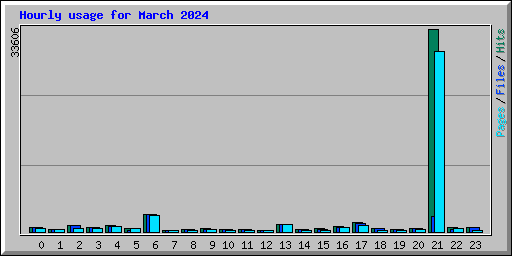 Hourly usage for March 2024
33606
Pages/Files/Hits
0 1 2 3 4 5 6 7 8 9 10 11 12 13 14 15 16 17 18 19 20 21 22 23